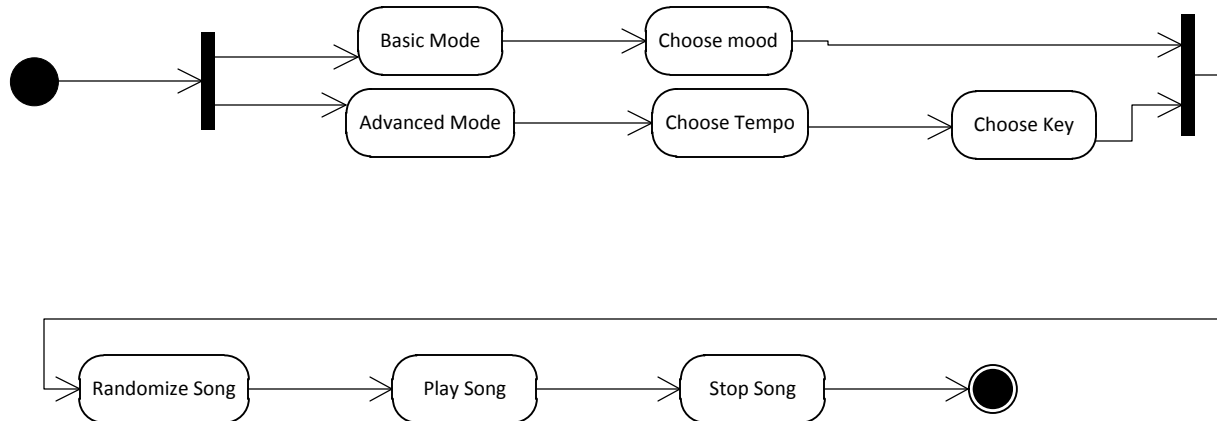 Basic Mode
Choose mood
Advanced Mode
Choose Tempo
Choose Key
Randomize Song
Play Song
Stop Song